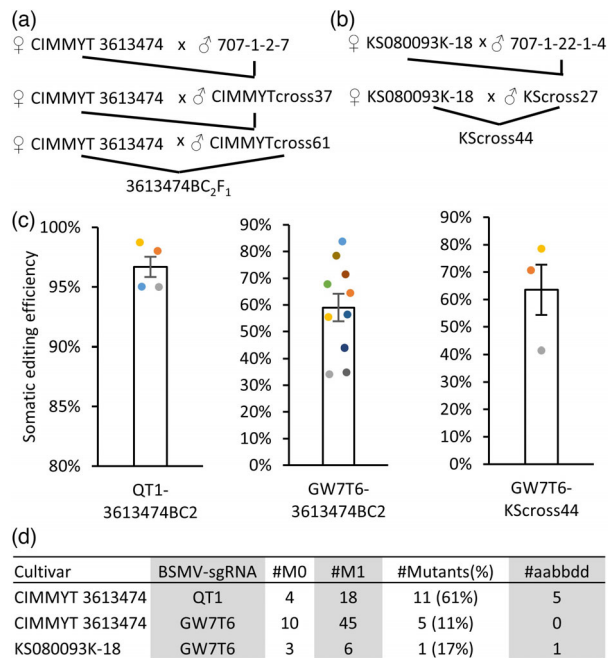 (a)
♀ CIMMYT 3613474 x ♂ 707-1-2-7
♀ CIMMYT 3613474 x ♂ CIMMYTcross37
♀ CIMMYT 3613474 x ♂ CIMMYTcross61
3613474BC2F1
(b)
♀ KS080093K-18 x ♂ 707-1-22-1-4
♀ KS080093K-18 x ♂ KScross27
KScross44
(c)
Somatic editing efficiency
100%
95%
90%
85%
80%
QT1-
3613474BC2
90%
80%
70%
60%
50%
40%
30%
20%
10%
0%
GW7T6-
3613474BC2
90%
80%
70%
60%
50%
40%
30%
20%
10%
0%
GW7T6-
KScross44
(d)
Cultivar BSMV-sgRNA #M0 #M1 #Mutants(%) #aabbdd
CIMMYT 3613474 QT1 4 18 11 (61%) 5
CIMMYT 3613474 GW7T6 10 45 5 (11%) 0
KS080093K-18 GW7T6 3 6 1 (17%) 1